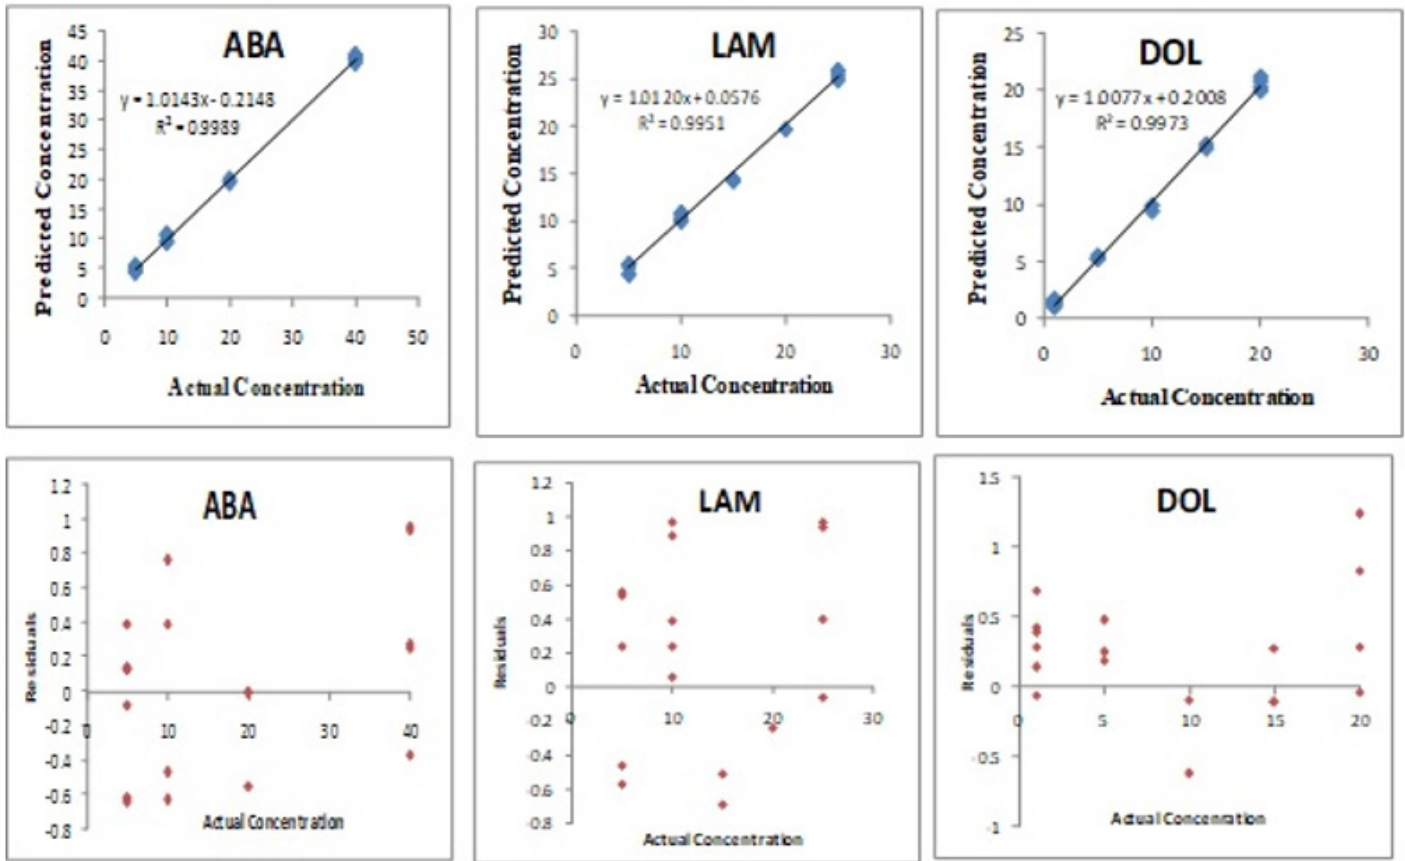 ABA
y = 1.0143x - 0.2148
R² = 0.9989
Predicted Concentration
45
40
35
30
25
20
15
10
5
0
0 10 20 30 40 50
Actual Concentration
LAM
y = 1.0120x + 0.0576
R² = 0.9951
Predicted Concentration
30
25
20
15
10
5
0
0 10 20 30
Actual Concentration
DOL
y = 1.0077x + 0.2008
R² = 0.9973
Predicted Concentration
25
20
15
10
5
0
0 10 20 30
Actual Concentration
ABA
Residuals
1.2
1
0.8
0.6
0.4
0.2
0
-0.2
-0.4
-0.6
-0.8
0 10 20 30 40
Actual Concentration
LAM
Residuals
1.2
1
0.8
0.6
0.4
0.2
0
-0.2
-0.4
-0.6
-0.8
0 10 20 30
Actual Concentration
DOL
Residuals
1.5
1
0.5
0
-0.5
-1
0 5 10 15 20
Actual Concenration